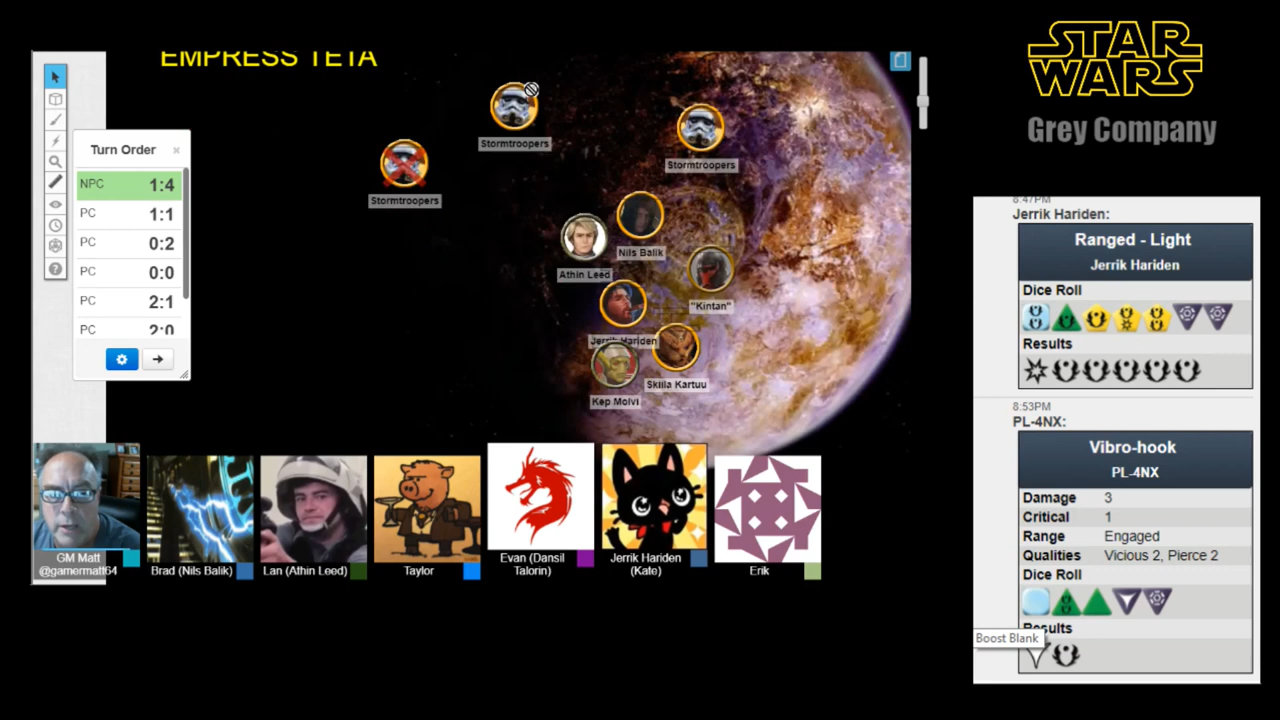 EMPRESS TETA
STAR
WARS
Grey Company
Turn Order ×
NPC 1:4
PC 1:1
PC 0:2
PC 0:0
PC 2:1
PC 2:0
Stormtroopers
Stormtroopers
Stormtroopers
Nils Balik
Athin Leed
"Kintan"
Jerrik Hariden
Skiila Kartuu
Kep Molvi
GM Matt
@gamermatt64
Brad (Nils Balik)
Lan (Athin Leed)
Taylor
Evan (Dansil
Talorin)
Jerrik Hariden
(Kate)
Erik
8:47PM
Jerrik Hariden:
Ranged - Light
Jerrik Hariden
Dice Roll
Results
8:53PM
PL-4NX:
Vibro-hook
PL-4NX
Damage 3
Critical 1
Range Engaged
Qualities Vicious 2, Pierce 2
Dice Roll
Results
Boost Blank